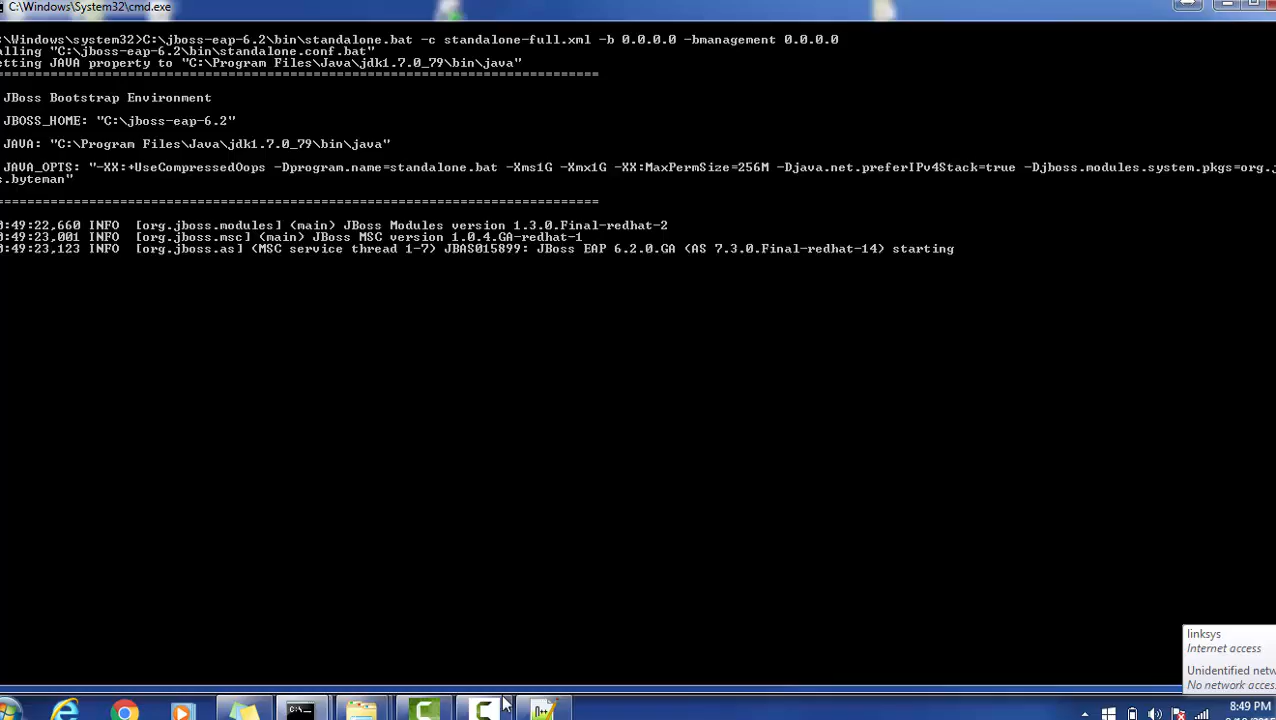 C:\Windows\System32\cmd.exe
:\Windows\system32>C:\jboss-eap-6.2\bin\standalone.bat -c standalone-full.xml -b 0.0.0.0 -bmanagement 0.0.0.0
alling "C:\jboss-eap-6.2\bin\standalone.conf.bat"
etting JAVA property to "C:\Program Files\Java\jdk1.7.0_79\bin\java"
===============================================================================
JBoss Bootstrap Environment
JBOSS_HOME: "C:\jboss-eap-6.2"
JAVA: "C:\Program Files\Java\jdk1.7.0_79\bin\java"
JAVA_OPTS: "-XX:+UseCompressedOops -Dprogram.name=standalone.bat -Xms1G -Xmx1G -XX:MaxPermSize=256M -Djava.net.preferIPv4Stack=true -Djboss.modules.system.pkgs=org.j
s.byteman"
===============================================================================
0:49:22,660 INFO  [org.jboss.modules] (main) JBoss Modules version 1.3.0.Final-redhat-2
0:49:23,001 INFO  [org.jboss.msc] (main) JBoss MSC version 1.0.4.GA-redhat-1
0:49:23,123 INFO  [org.jboss.as] (MSC service thread 1-7) JBAS015899: JBoss EAP 6.2.0.GA (AS 7.3.0.Final-redhat-14) starting
linksys
Internet access
Unidentified netw
No network acces
8:49 PM